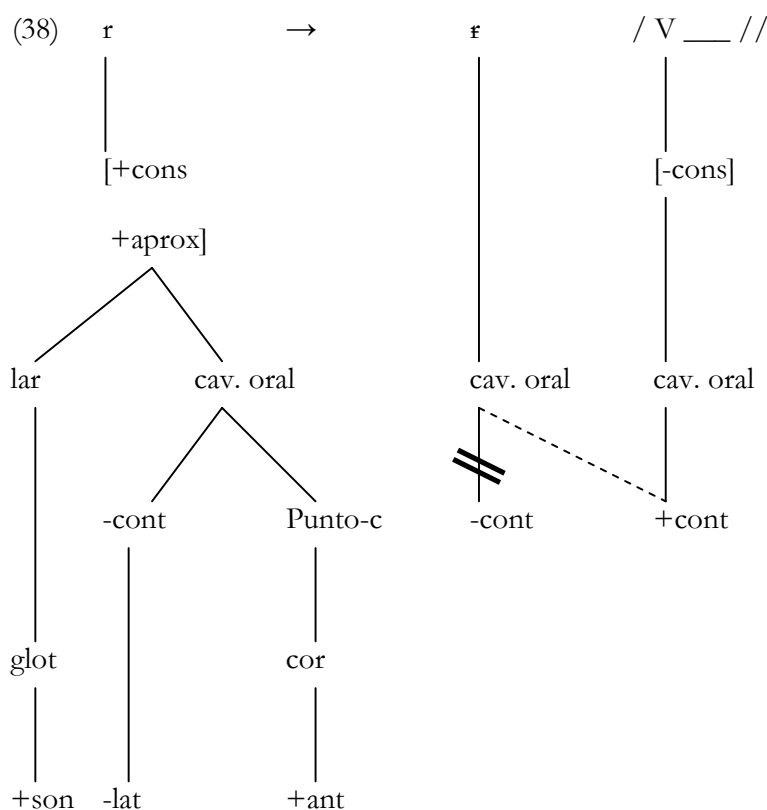 (38) r → ɍ / V ___ //
[+cons [-cons]
+aprox]
lar cav. oral cav. oral cav. oral
-cont Punto-c -cont +cont
glot cor
+son -lat +ant